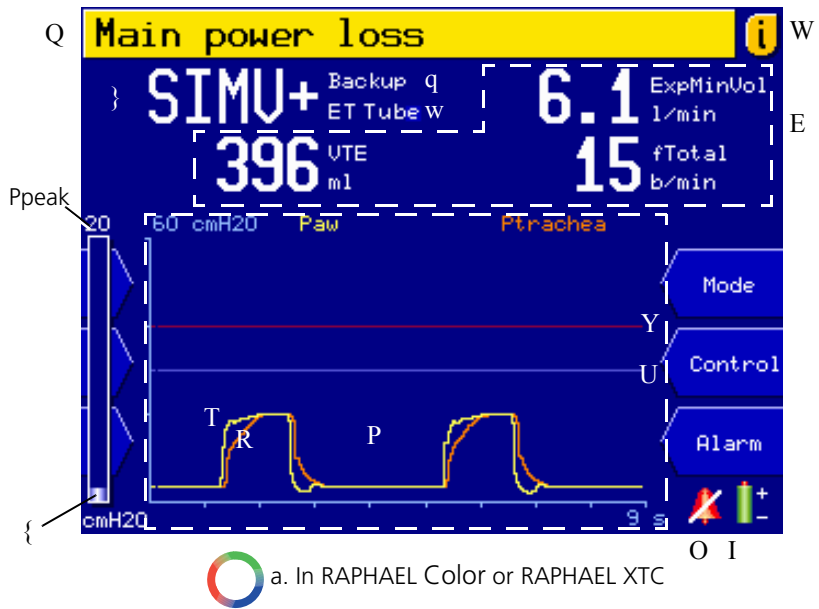 Q Main power loss i W
} SIMV+ Backup q
ET Tube w
6.1 ExpMinVol
l/min
E
396 VTE
ml
15 fTotal
b/min
Ppeak
20
60 cmH2O Paw Ptrachea
Mode
Y
Control
U
T
R
P
Alarm
{
cmH2O
9 s
+
-
O I
a. In RAPHAEL Color or RAPHAEL XTC